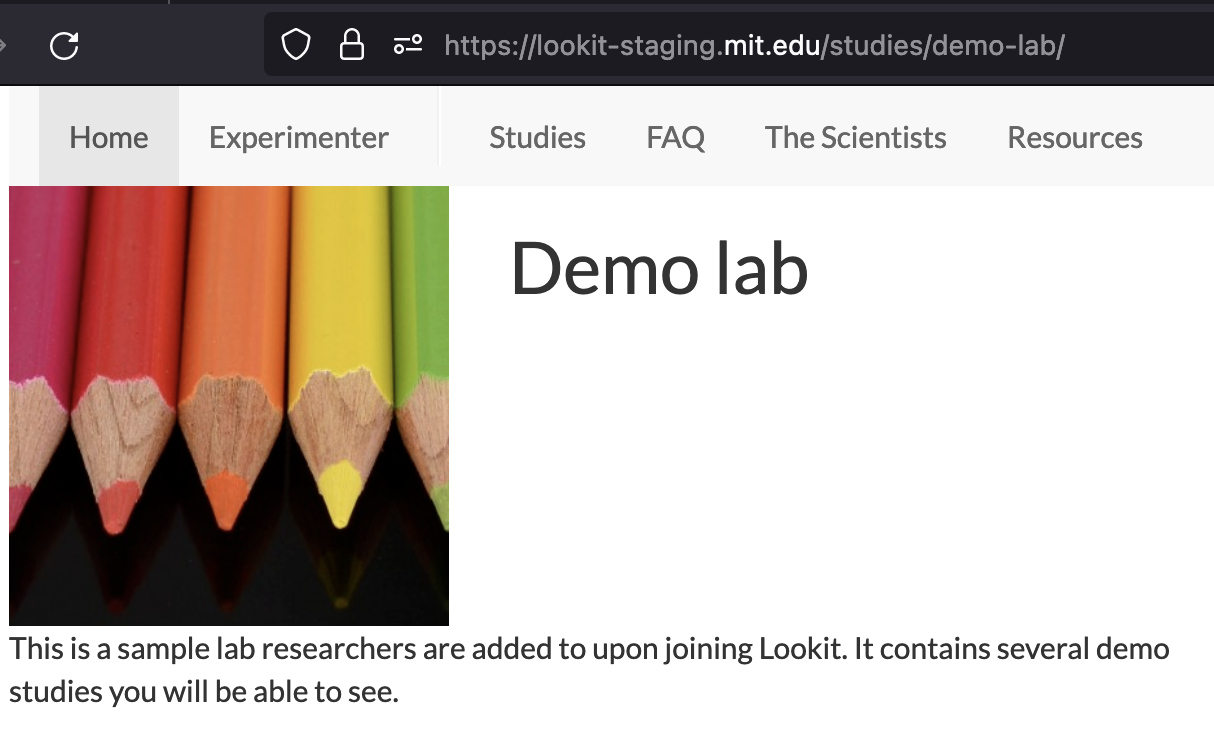 https://lookit-staging.mit.edu/studies/demo-lab/
Home Experimenter Studies FAQ The Scientists Resources
Demo lab
This is a sample lab researchers are added to upon joining Lookit. It contains several demo
studies you will be able to see.